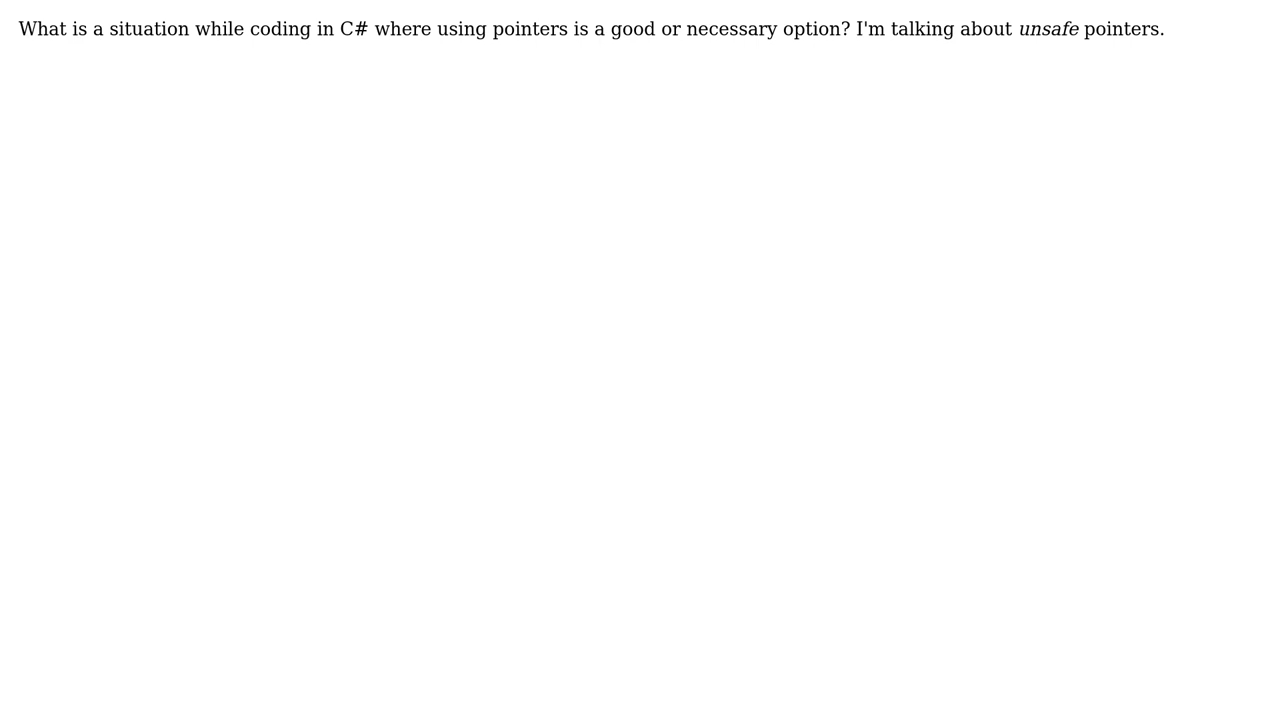 What is a situation while coding in C# where using pointers is a good or necessary option? I'm talking about unsafe pointers.